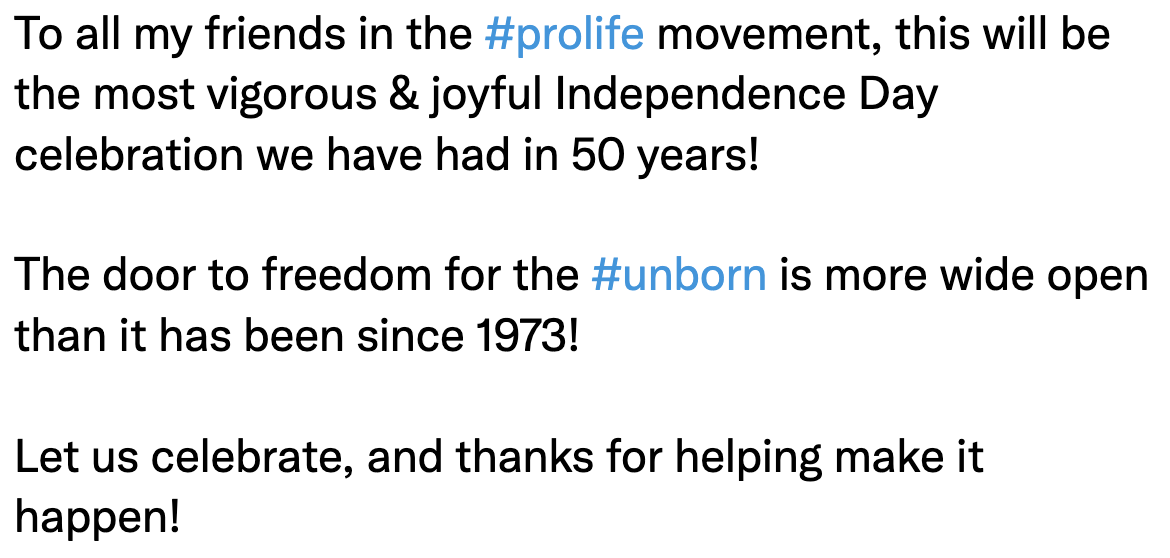 To all my friends in the #prolife movement, this will be
the most vigorous & joyful Independence Day
celebration we have had in 50 years!
The door to freedom for the #unborn is more wide open
than it has been since 1973!
Let us celebrate, and thanks for helping make it
happen!